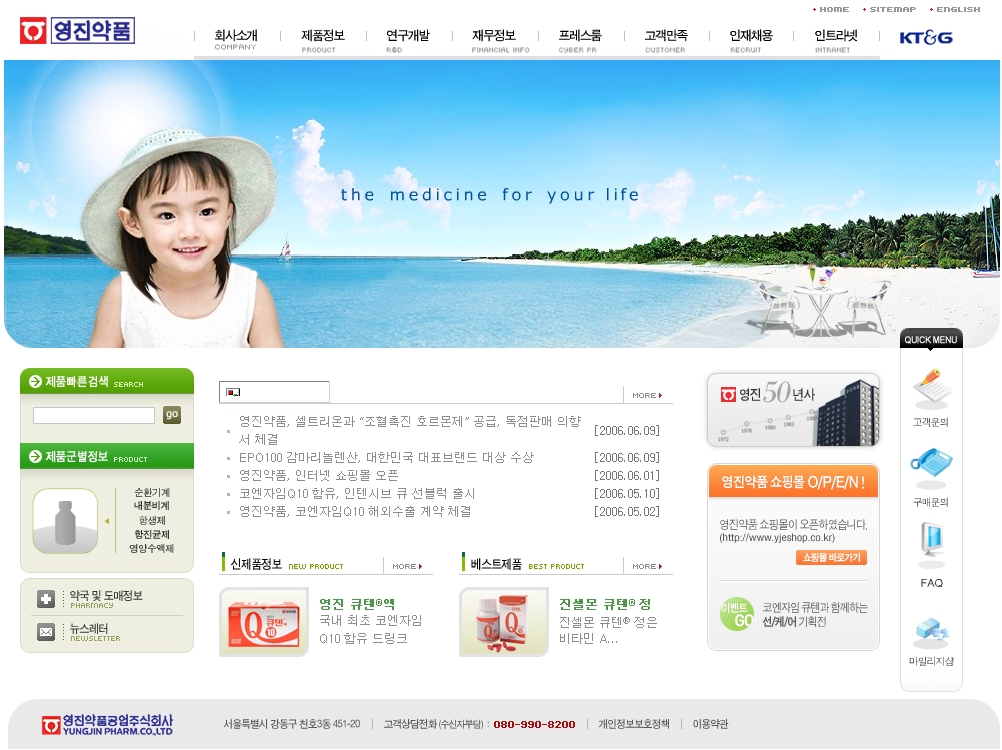 HOME
SITEMAP
ENGLISH
영진약품
회사소개
COMPANY
제품정보
PRODUCT
연구개발
R&D
재무정보
FINANCIAL INFO
프레스룸
CYBER PR
고객만족
CUSTOMER
인재채용
RECRUIT
인트라넷
INTRANET
KT&G
the medicine for your life
QUICK MENU
고객문의
구매문의
FAQ
마일리지샵
제품빠른검색 SEARCH
go
제품군별정보 PRODUCT
순환기계
내분비계
항생제
항진균제
영양수액제
약국 및 도매정보
PHARMACY
뉴스레터
NEWSLETTER
MORE
영진약품, 셀트리온과 “조혈촉진 호르몬제” 공급, 독점판매 의향
서 체결 [2006.06.09]
EPO100 감마리놀렌산, 대한민국 대표브랜드 대상 수상 [2006.06.09]
영진약품, 인터넷 쇼핑몰 오픈 [2006.06.01]
코엔자임Q10 함유, 인텐시브 큐 선블럭 출시 [2006.05.10]
영진약품, 코엔자임Q10 해외수출 계약 체결 [2006.05.02]
신제품정보 NEW PRODUCT MORE
영진 큐텐®액
국내 최초 코엔자임
Q10 함유 드링크
베스트제품 BEST PRODUCT MORE
진셀몬 큐텐® 정
진셀몬 큐텐® 정은
비타민 A...
영진 50년사
1972
1976
1980
영진약품 쇼핑몰 O/P/E/N !
영진약품 쇼핑몰이 오픈하였습니다.
(http://www.yjeshop.co.kr)
쇼핑몰 바로가기
이벤트
GO
코엔자임 큐텐과 함께하는
선/케/어 기획전
영진약품공업주식회사
YUNGJIN PHARM.CO.,LTD
서울특별시 강동구 천호3동 451-20
고객상담전화 (수신자부담) : 080-990-8200
개인정보보호정책
이용약관